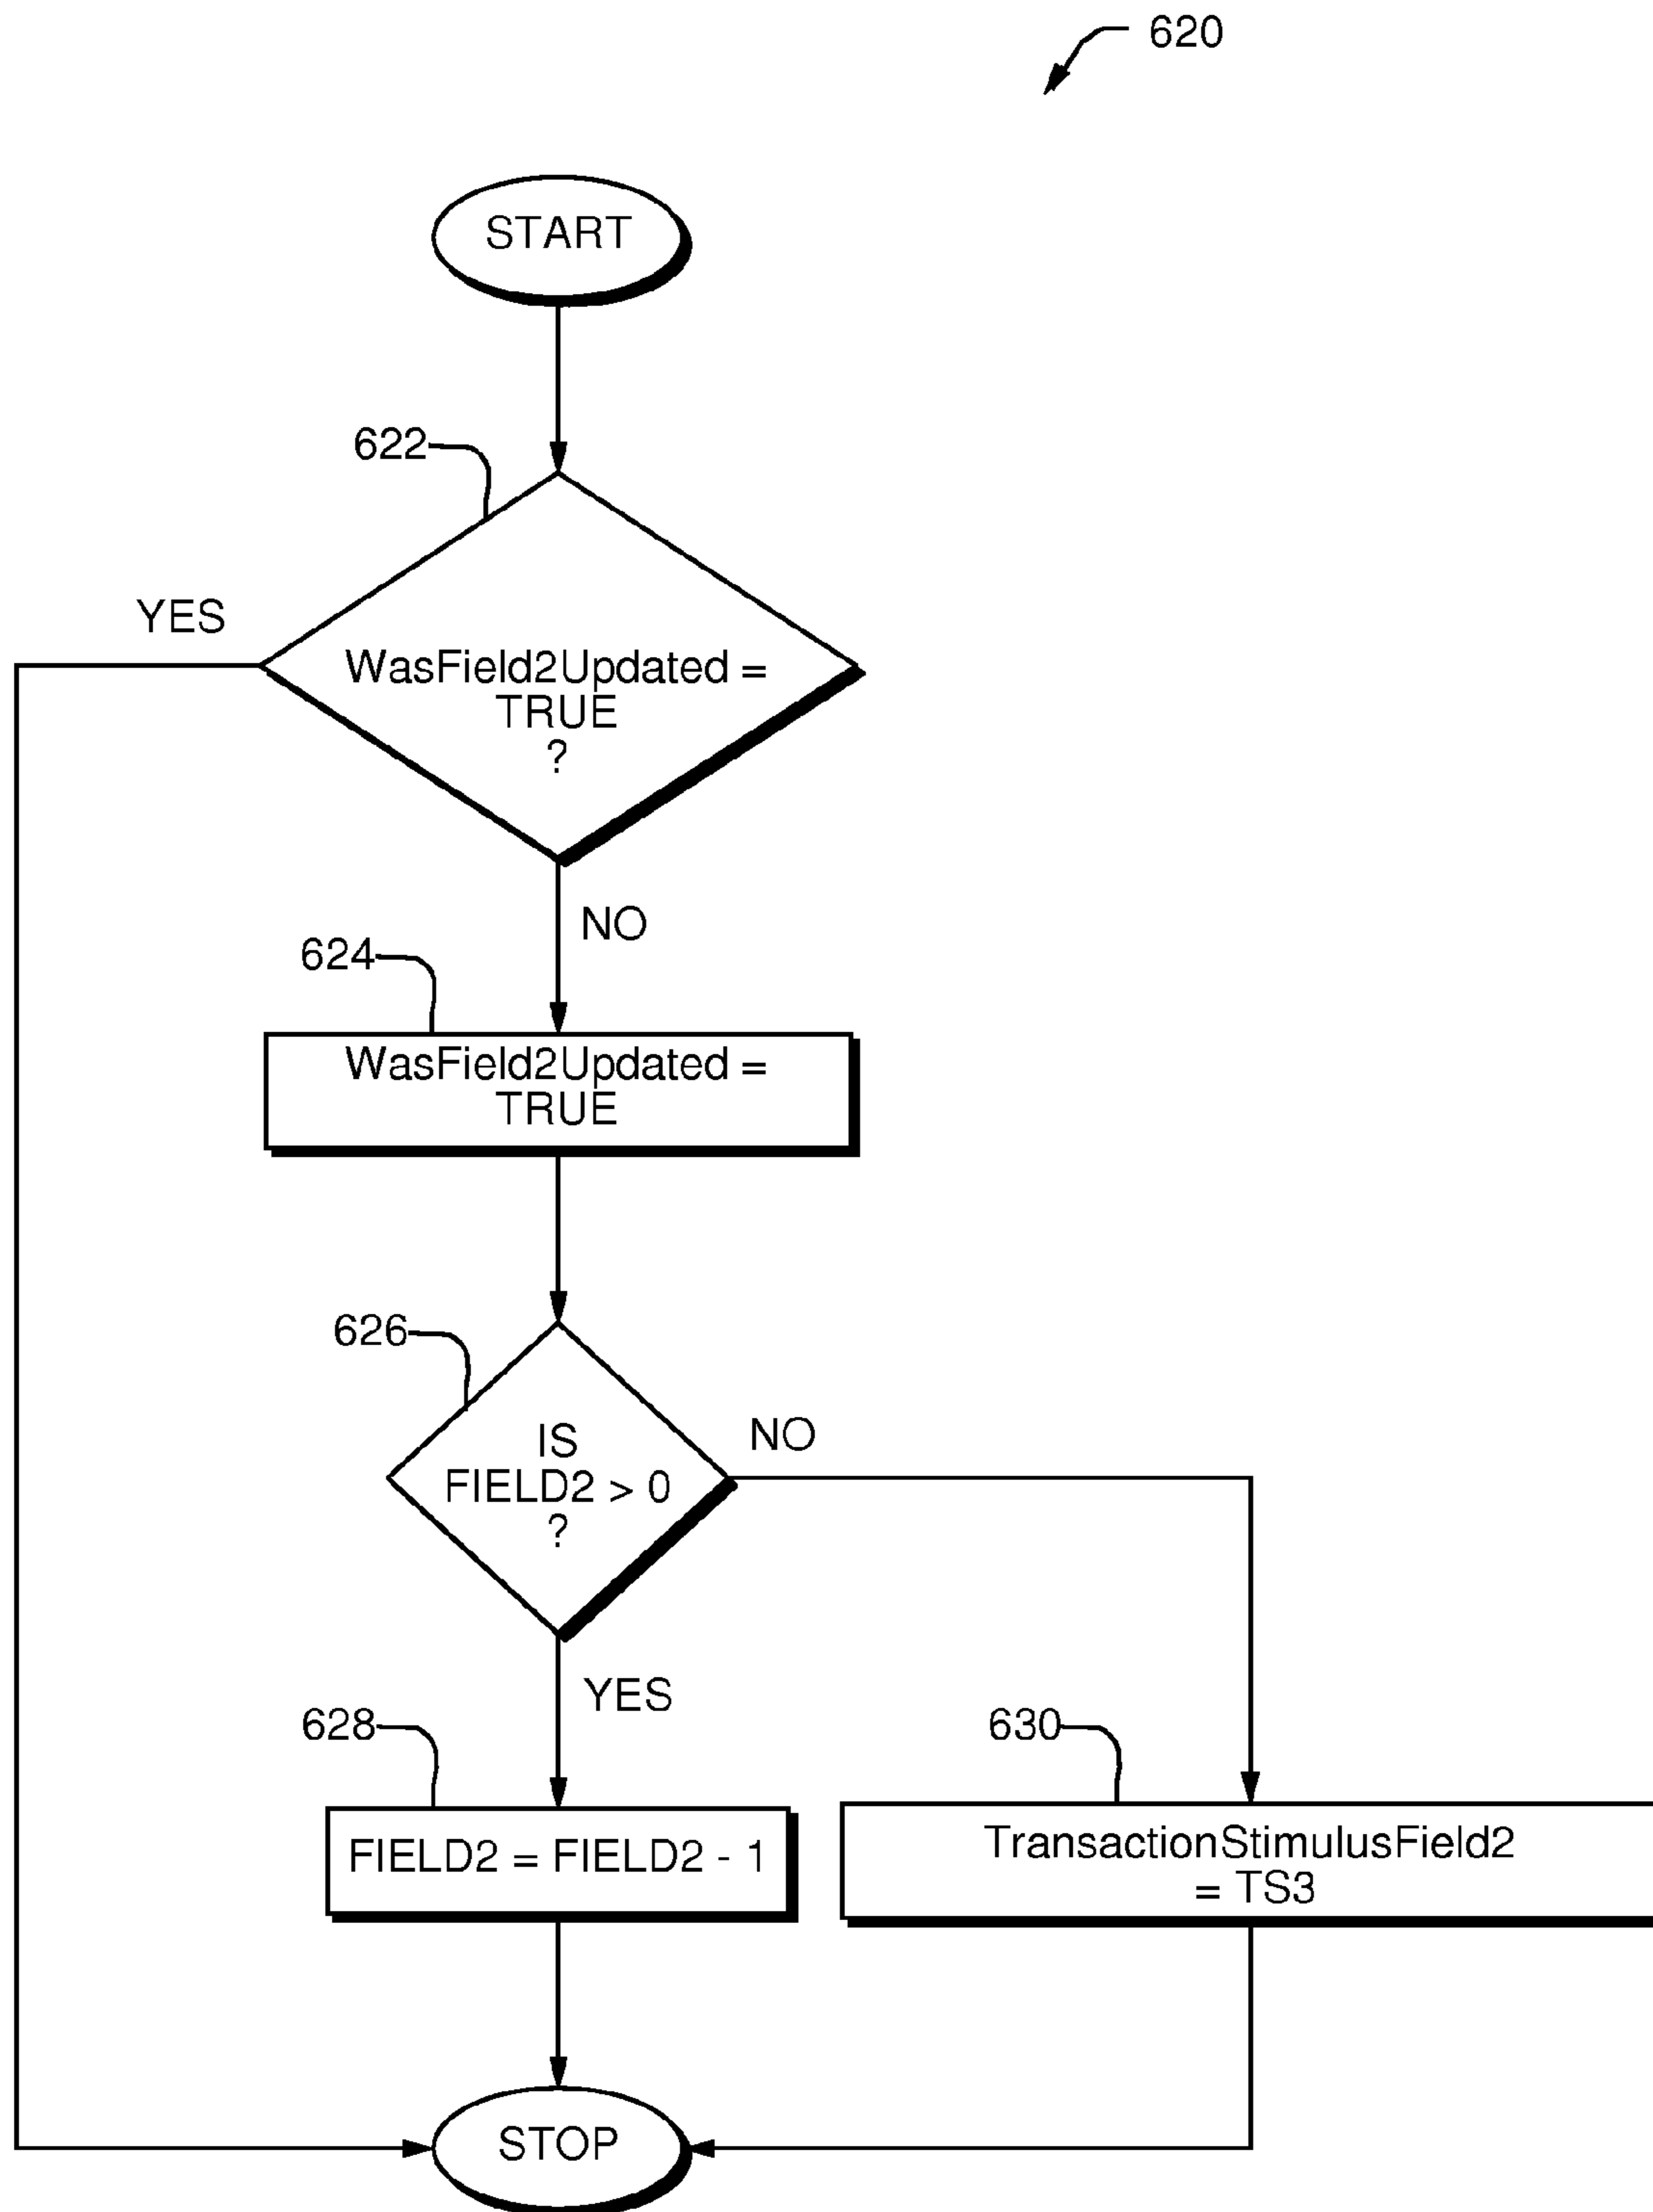 620
START
622
YES
WasField2Updated =
TRUE
?
NO
624
WasField2Updated =
TRUE
626
IS
FIELD2 > 0
?
NO
YES
628
FIELD2 = FIELD2 - 1
630
TransactionStimulusField2
= TS3
STOP